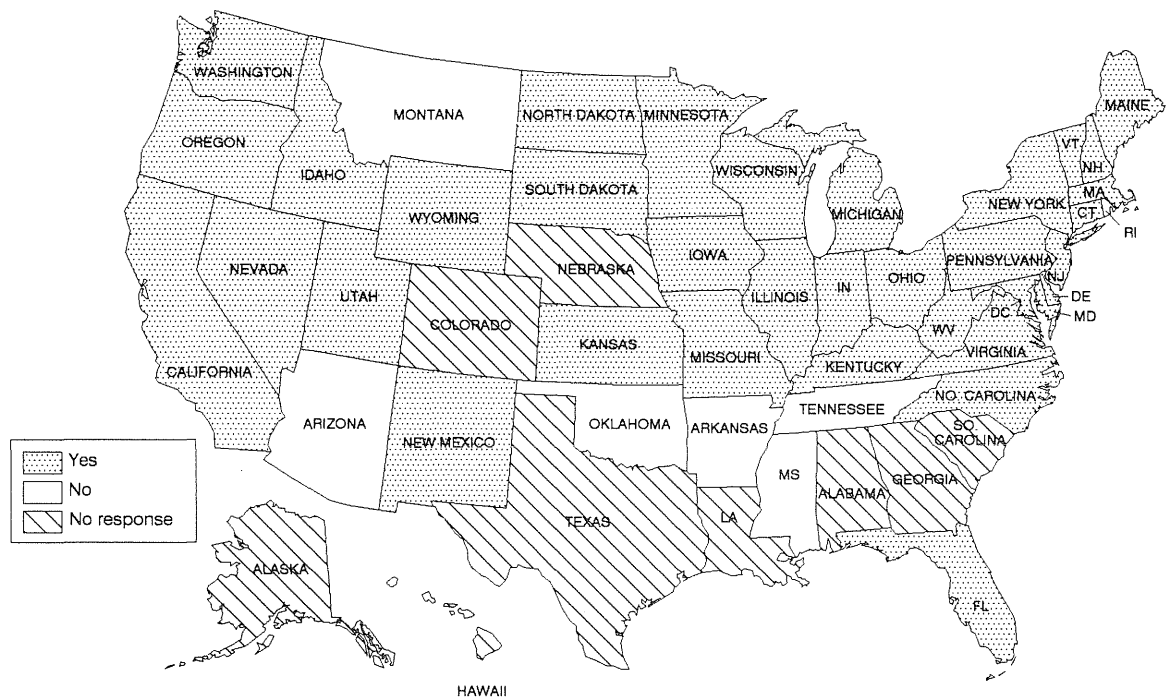 WASHINGTON
MONTANA
NORTH DAKOTA
MINNESOTA
MAINE
OREGON
IDAHO
WYOMING
SOUTH DAKOTA
WISCONSIN
MICHIGAN
NEW YORK
VT
NH
MA
CT
RI
NEVADA
UTAH
COLORADO
NEBRASKA
IOWA
ILLINOIS
IN
OHIO
PENNSYLVANIA
NJ
DE
MD
DC
WV
VIRGINIA
CALIFORNIA
KANSAS
MISSOURI
KENTUCKY
NO. CAROLINA
ARIZONA
NEW MEXICO
OKLAHOMA
ARKANSAS
TENNESSEE
SO.
CAROLINA
MS
ALABAMA
GEORGIA
TEXAS
LA
FL
Yes
No
No response
ALASKA
HAWAII